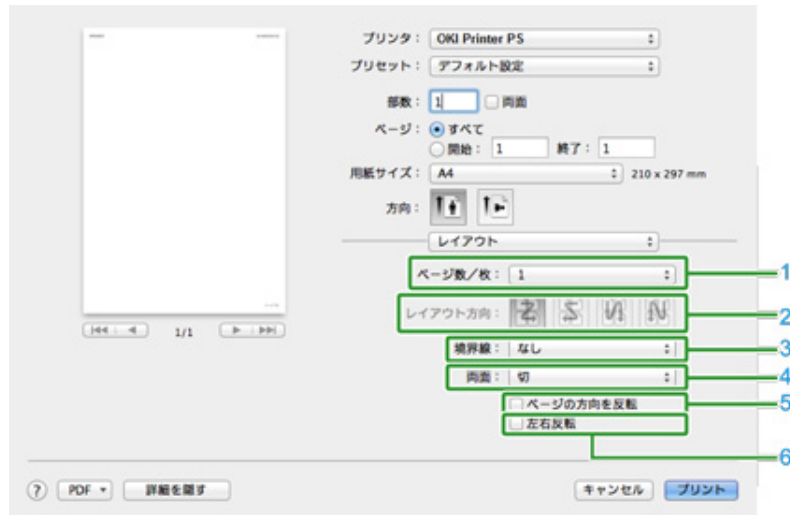 プリンタ： OKI Printer PS
プリセット： デフォルト設定
部数： 1 両面
ページ： すべて
開始： 1 終了： 1
用紙サイズ： A4 210 x 297 mm
方向：
レイアウト
ページ数／枚： 1
1
レイアウト方向：
2
境界線： なし
3
両面： 切
4
ページの方向を反転
5
左右反転
6
1/1
? PDF 詳細を隠す キャンセル プリント